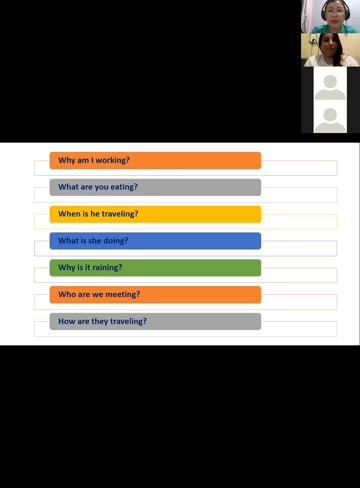 Why am I working?
What are you eating?
When is he traveling?
What is she doing?
Why is it raining?
Who are we meeting?
How are they traveling?